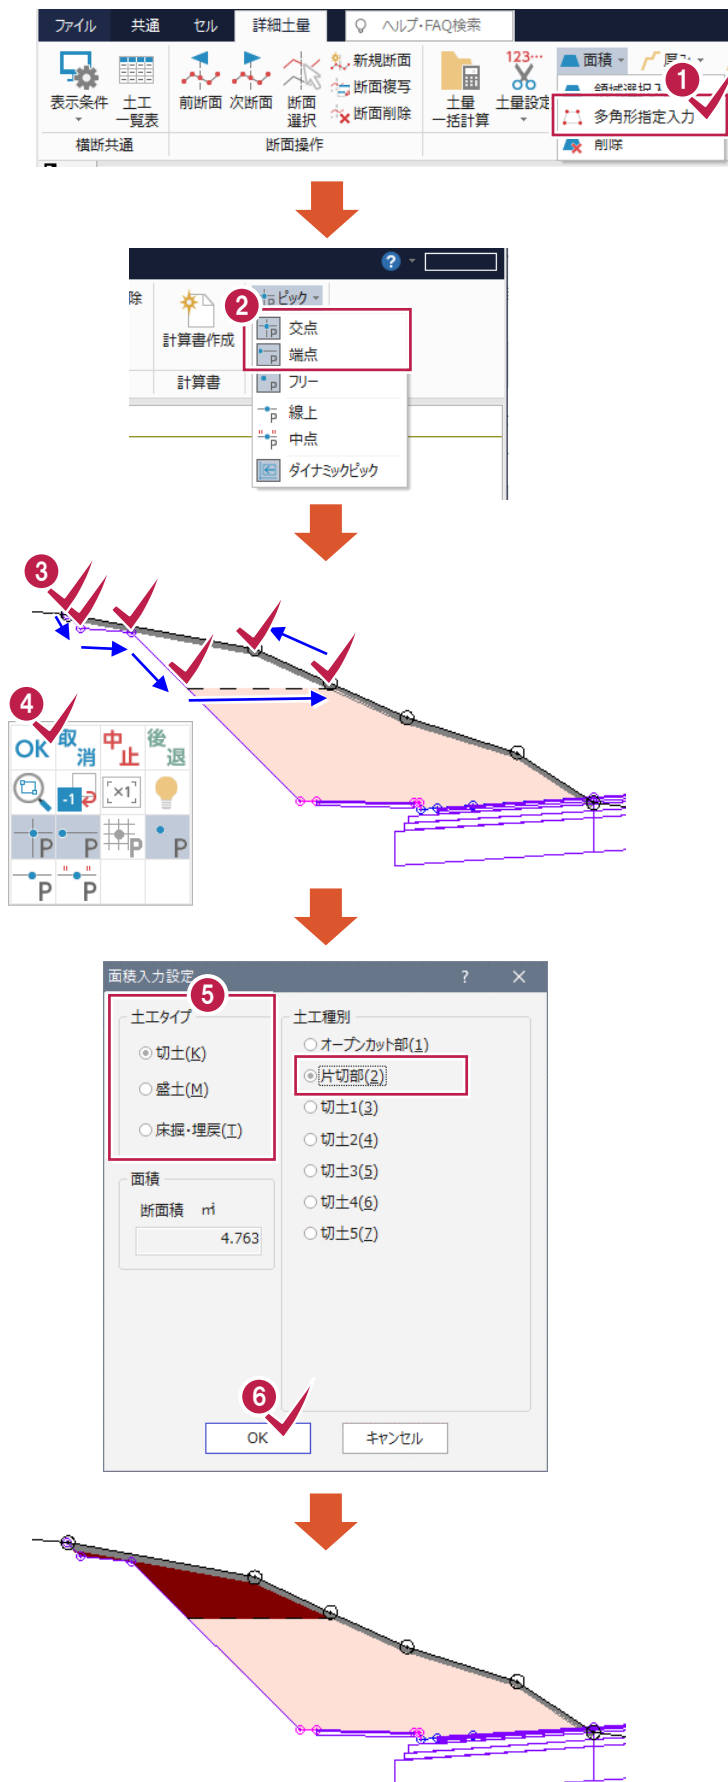 ファイル 共通 セル 詳細土量 ヘルプ・FAQ検索
表示条件 土工一覧表 前断面 次断面 断面選択 新規断面 断面複写 断面削除
土量一括計算 123… 土量設定 面積 厚み
1
領域選択入
多角形指定入力
削除
横断共通 断面操作
?
除 計算書作成 2 ピック
交点
端点
計算書 フリー
線上
中点
ダイナミックピック
3
4
OK 取消 中止 後退
-1 ×1
P P P P
P P
面積入力設定 ? ×
5
土工タイプ
切土(K)
盛土(M)
床掘・埋戻(T)
面積
断面積 ㎡
4.763
土工種別
オープンカット部(1)
片切部(2)
切土1(3)
切土2(4)
切土3(5)
切土4(6)
切土5(7)
6
OK キャンセル